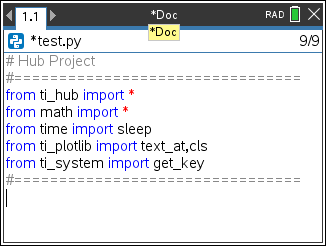 1.1
*Doc
RAD
*Doc
*test.py
9/9
# Hub Project
#================================
from ti_hub import *
from math import *
from time import sleep
from ti_plotlib import text_at,cls
from ti_system import get_key
#================================